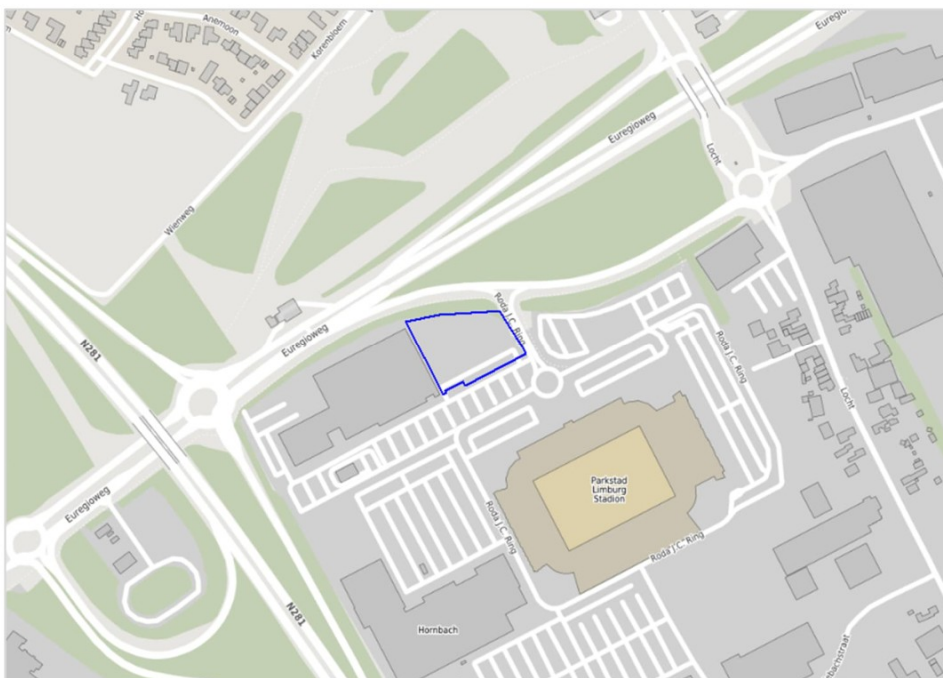 Anemoon
Korenbloem
Euregioweg
Wienweg
Locht
Euregioweg
Roda J.C. Ring
Euregioweg
N281
Roda J.C. Ring
Locht
Parkstad
Limburg
Stadion
Euregioweg
Roda J.C. Ring
Roda J.C. Ring
N281
Hornbach